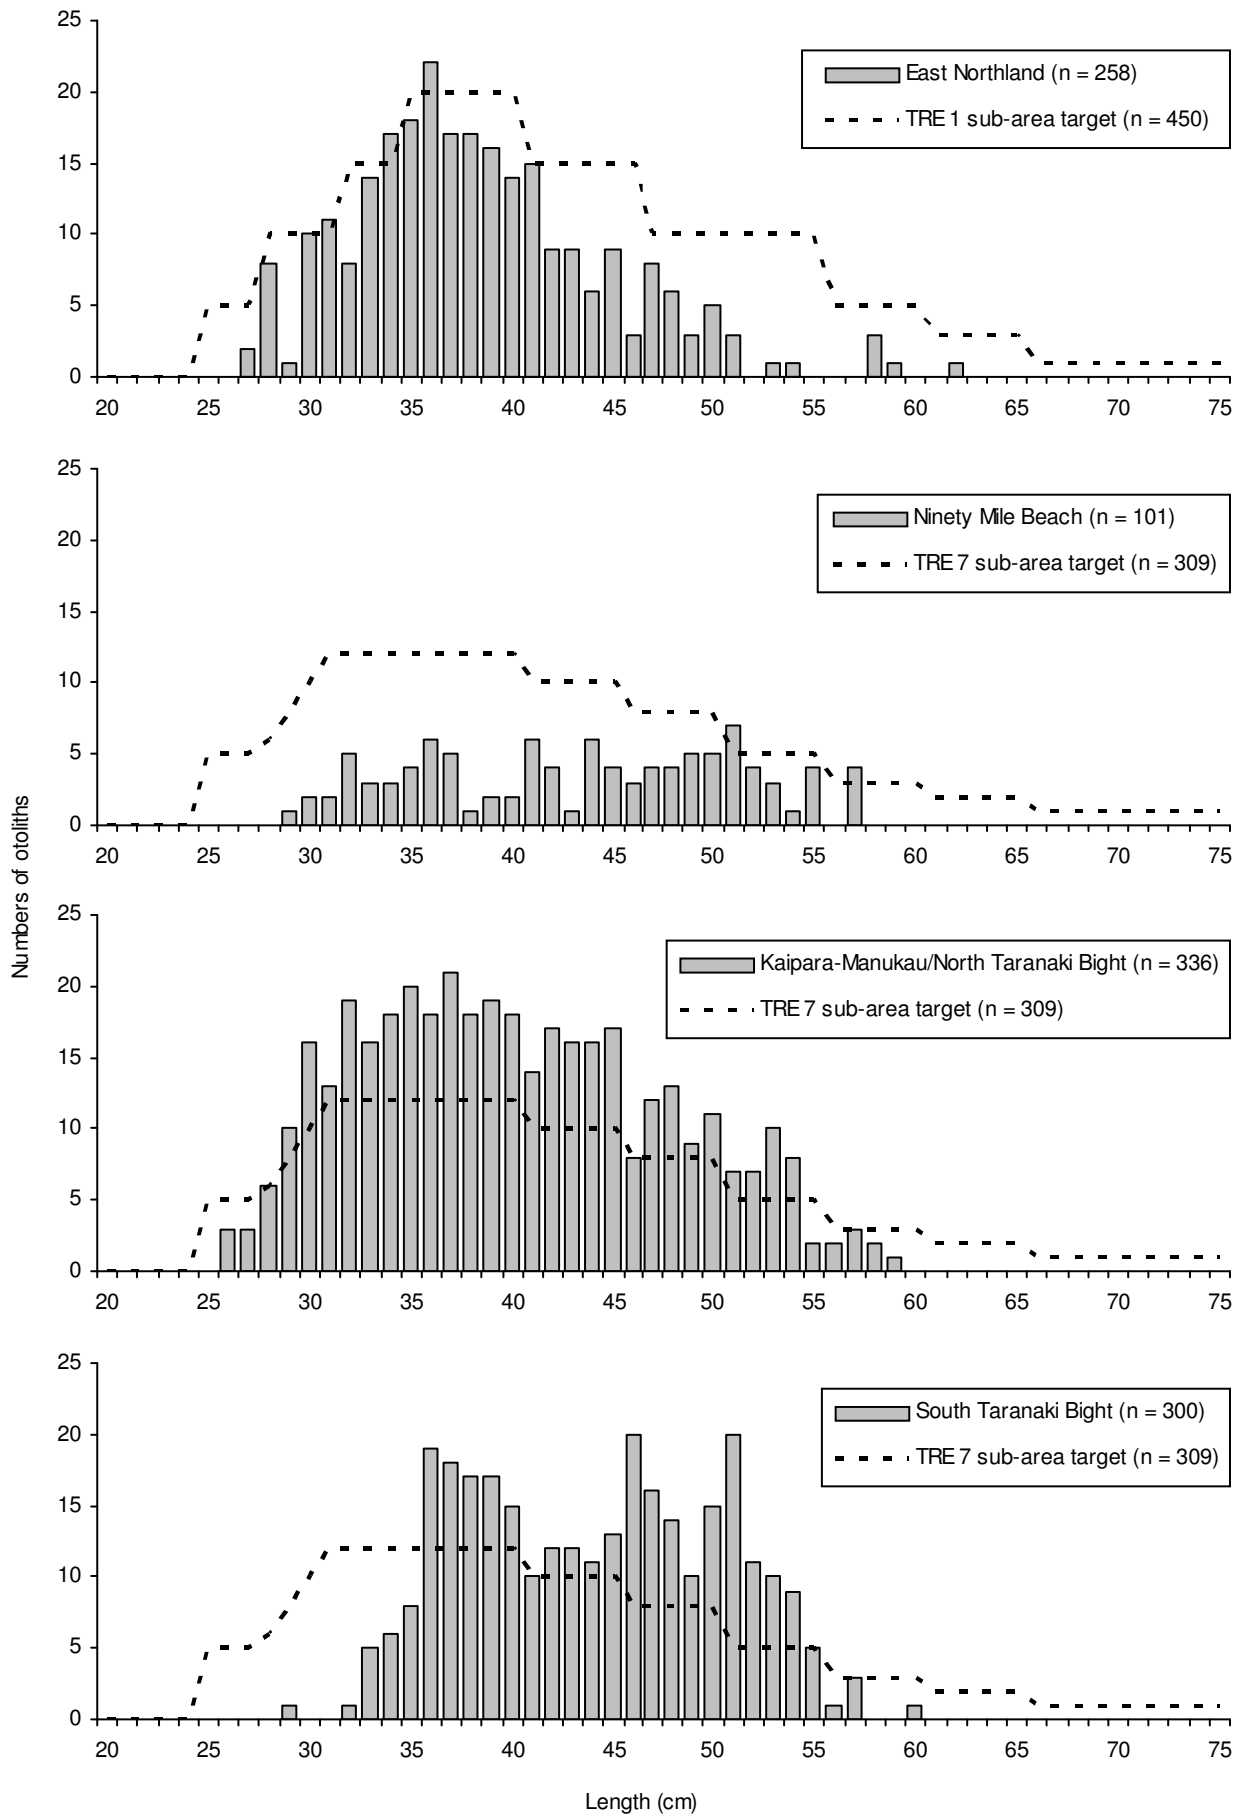 25
20
15
10
5
0
East Northland (n = 258)
TRE 1 sub-area target (n = 450)
20 25 30 35 40 45 50 55 60 65 70 75
25
20
15
10
5
0
Ninety Mile Beach (n = 101)
TRE 7 sub-area target (n = 309)
20 25 30 35 40 45 50 55 60 65 70 75
Numbers of otoliths
25
20
15
10
5
0
Kaipara-Manukau/North Taranaki Bight (n = 336)
TRE 7 sub-area target (n = 309)
20 25 30 35 40 45 50 55 60 65 70 75
25
20
15
10
5
0
South Taranaki Bight (n = 300)
TRE 7 sub-area target (n = 309)
20 25 30 35 40 45 50 55 60 65 70 75
Length (cm)